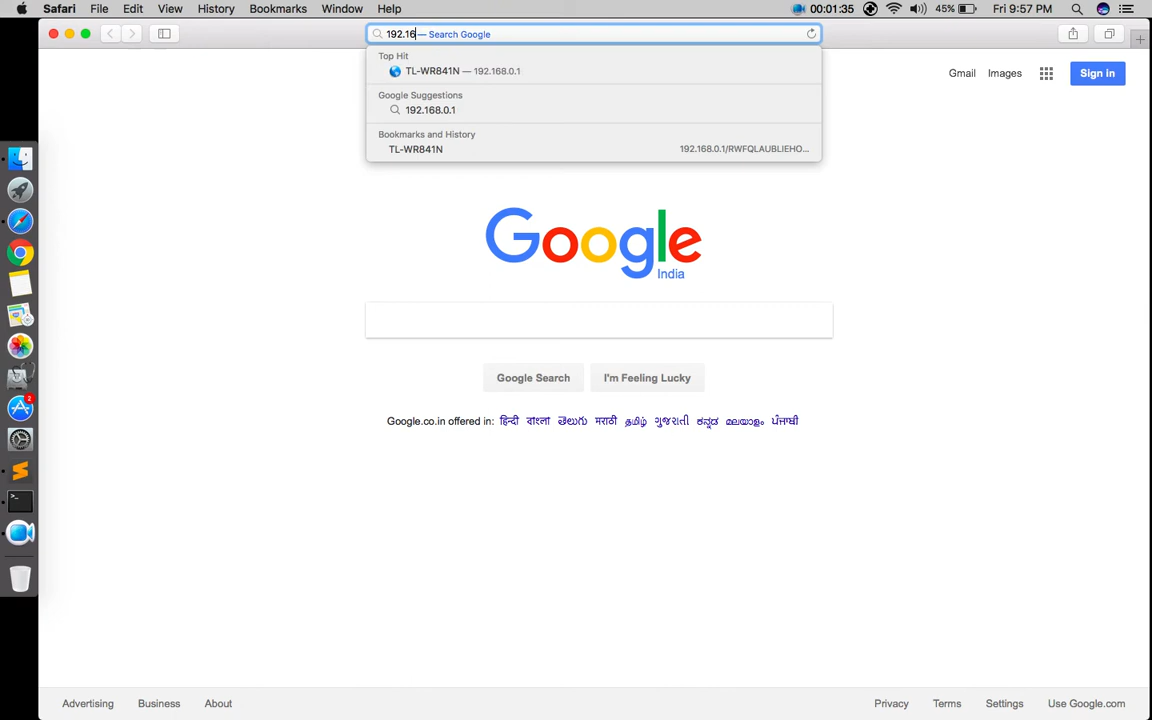 Safari File Edit View History Bookmarks Window Help 00:01:35 45% Fri 9:57 PM
192.16 — Search Google
Top Hit
TL-WR841N — 192.168.0.1
Google Suggestions
192.168.0.1
Bookmarks and History
TL-WR841N 192.168.0.1/RWFQLAUBLIEHO...
Gmail Images Sign in
Google
India
Google Search I'm Feeling Lucky
Google.co.in offered in: हिन्दी বাংলা తెలుగు मराठी தமிழ் ગુજરાતી ಕನ್ನಡ മലയാളം ਪੰਜਾਬੀ
2
Advertising Business About Privacy Terms Settings Use Google.com